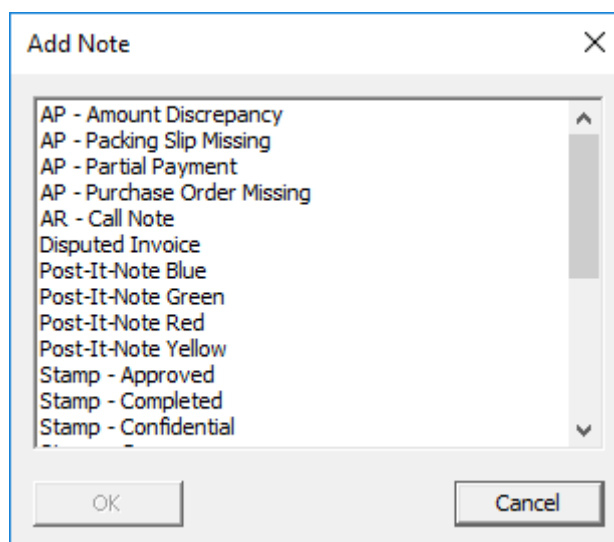 Add Note
AP - Amount Discrepancy
AP - Packing Slip Missing
AP - Partial Payment
AP - Purchase Order Missing
AR - Call Note
Disputed Invoice
Post-It-Note Blue
Post-It-Note Green
Post-It-Note Red
Post-It-Note Yellow
Stamp - Approved
Stamp - Completed
Stamp - Confidential
OK
Cancel